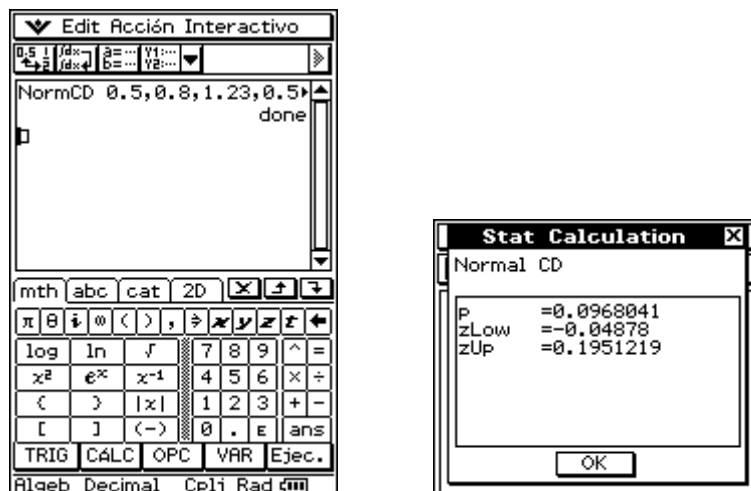 Edit Acción Interactivo
NormCD 0.5,0.8,1.23,0.5
done
mth abc cat 2D
π θ i ∞ ( ) , ⇒ x y z t ←
log ln √ 7 8 9 ^ =
x² eˣ x⁻¹ 4 5 6 × ÷
( ) |x| 1 2 3 + -
[ ] (-) 0 . E ans
TRIG CÁLC OPC VAR Ejec.
Algeb Decimal Cplj Rad
Stat Calculation X
Normal CD
p =0.0968041
zLow =-0.04878
zUp =0.1951219
OK